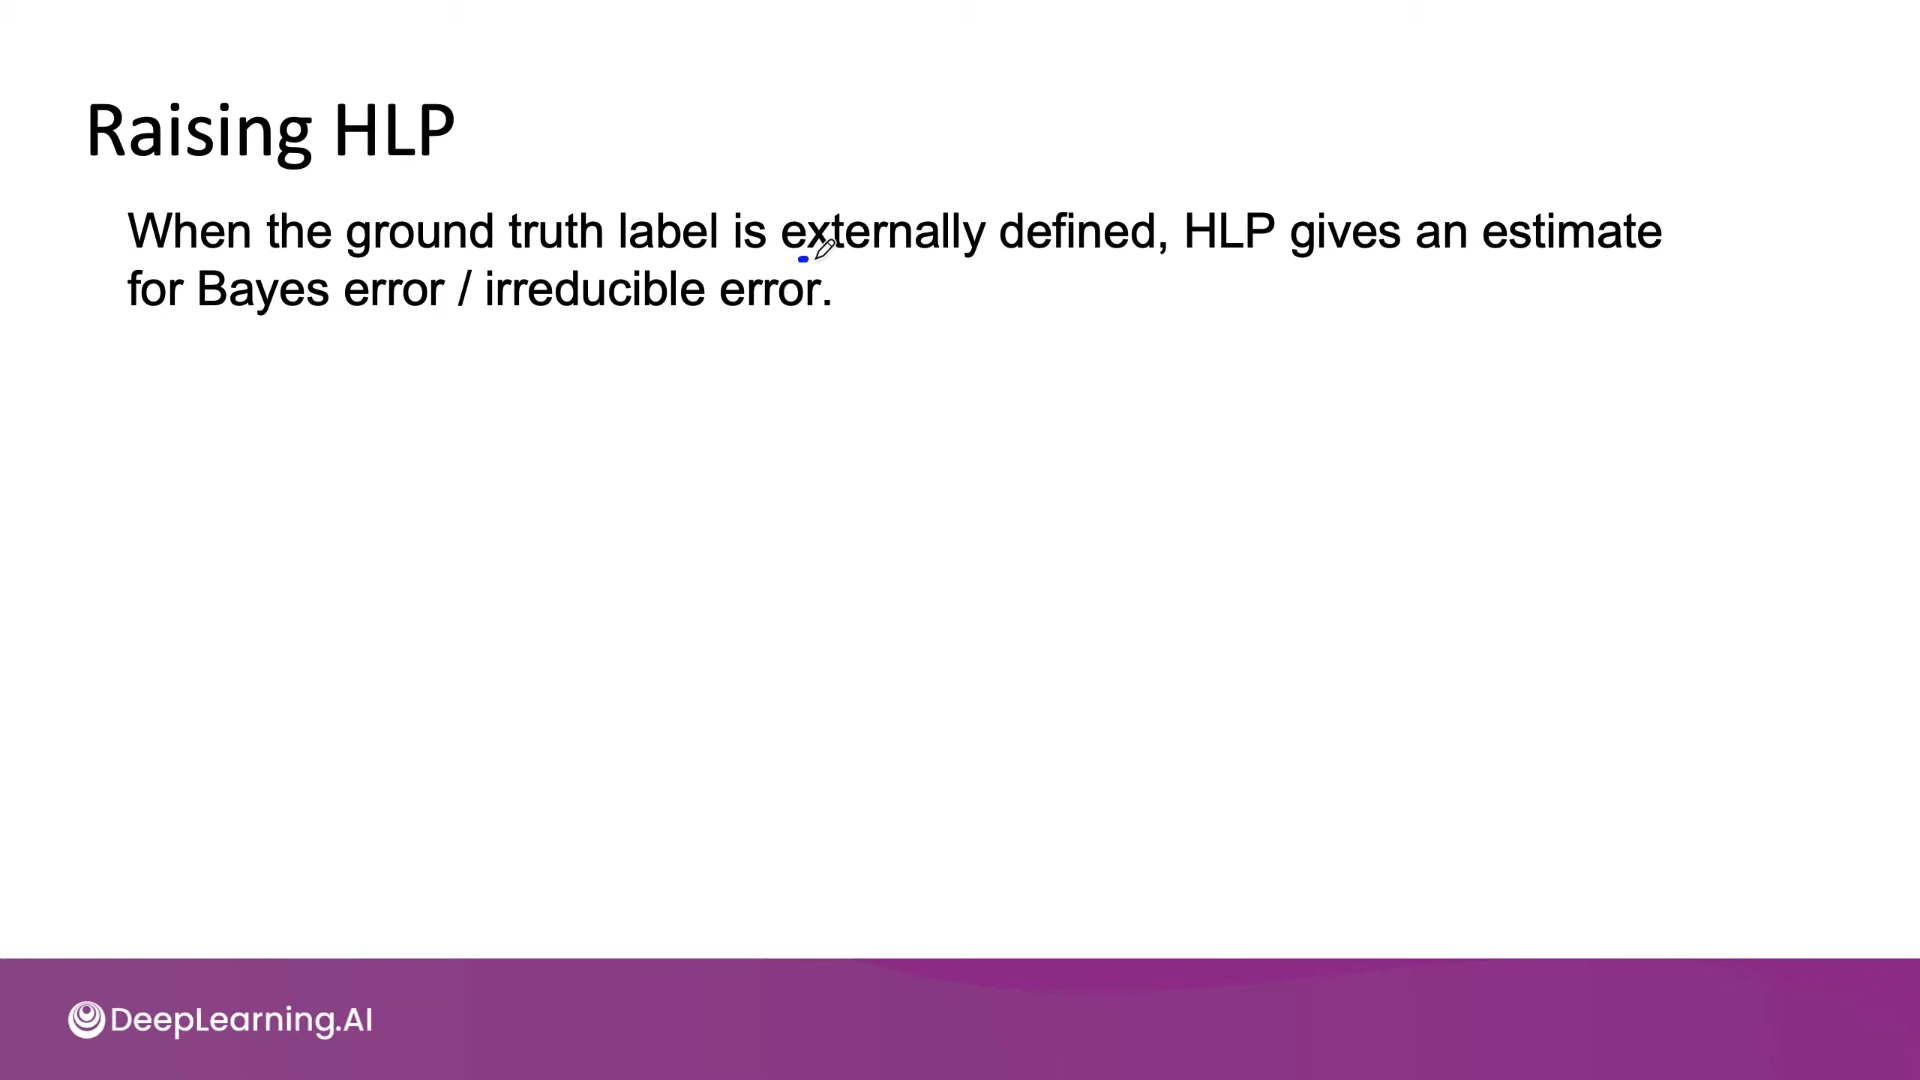 Raising HLP
When the ground truth label is externally defined, HLP gives an estimate
for Bayes error / irreducible error.
DeepLearning.AI